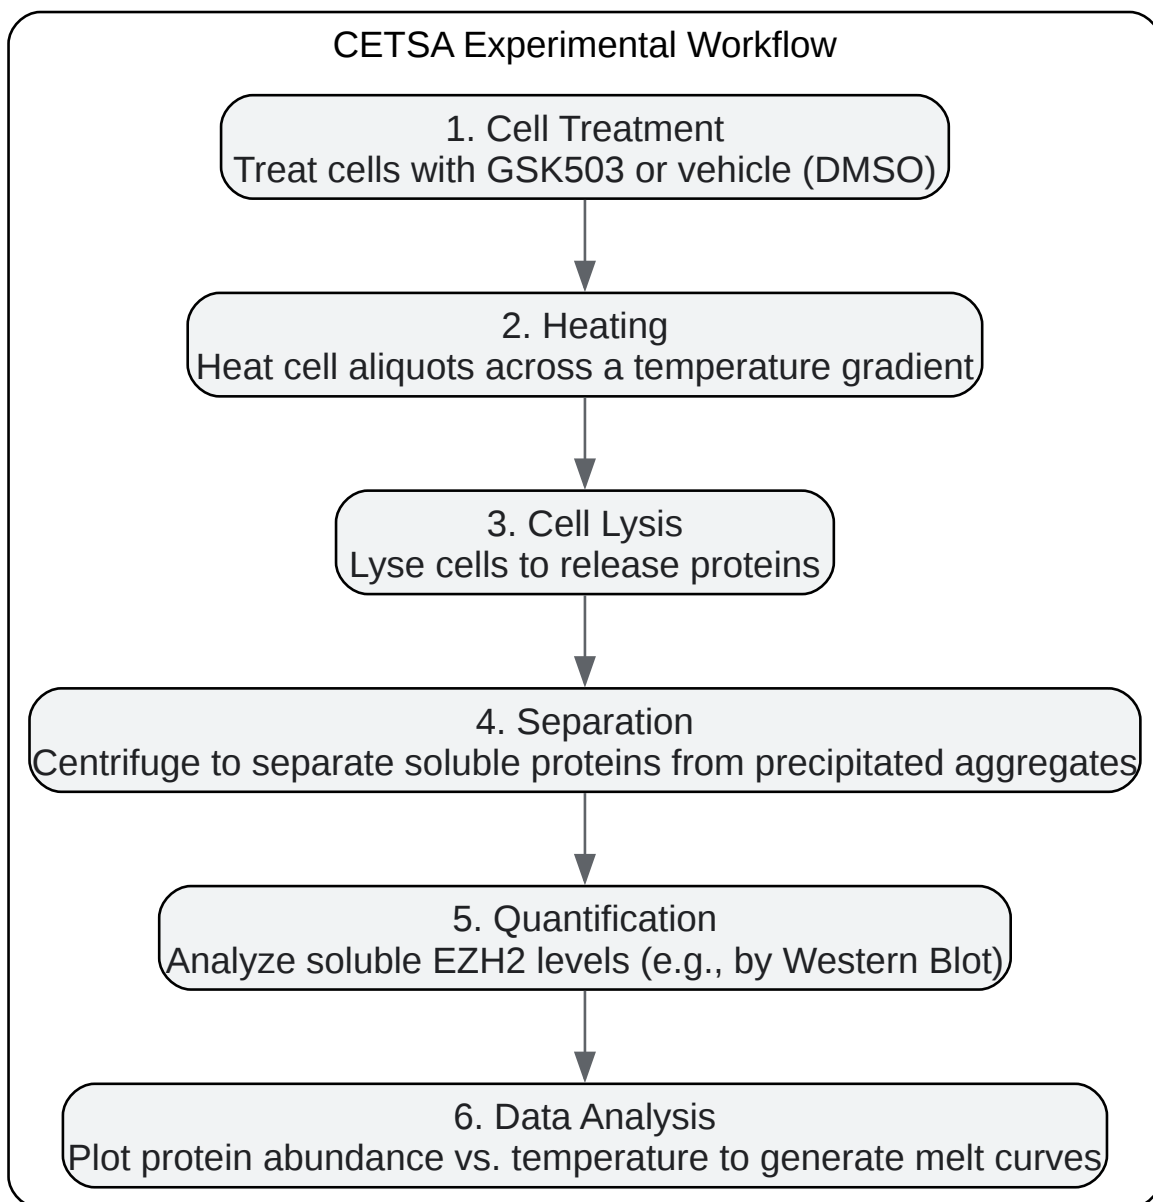 CETSA Experimental Workflow
1. Cell Treatment
Treat cells with GSK503 or vehicle (DMSO)
2. Heating
Heat cell aliquots across a temperature gradient
3. Cell Lysis
Lyse cells to release proteins
4. Separation
Centrifuge to separate soluble proteins from precipitated aggregates
5. Quantification
Analyze soluble EZH2 levels (e.g., by Western Blot)
6. Data Analysis
Plot protein abundance vs. temperature to generate melt curves